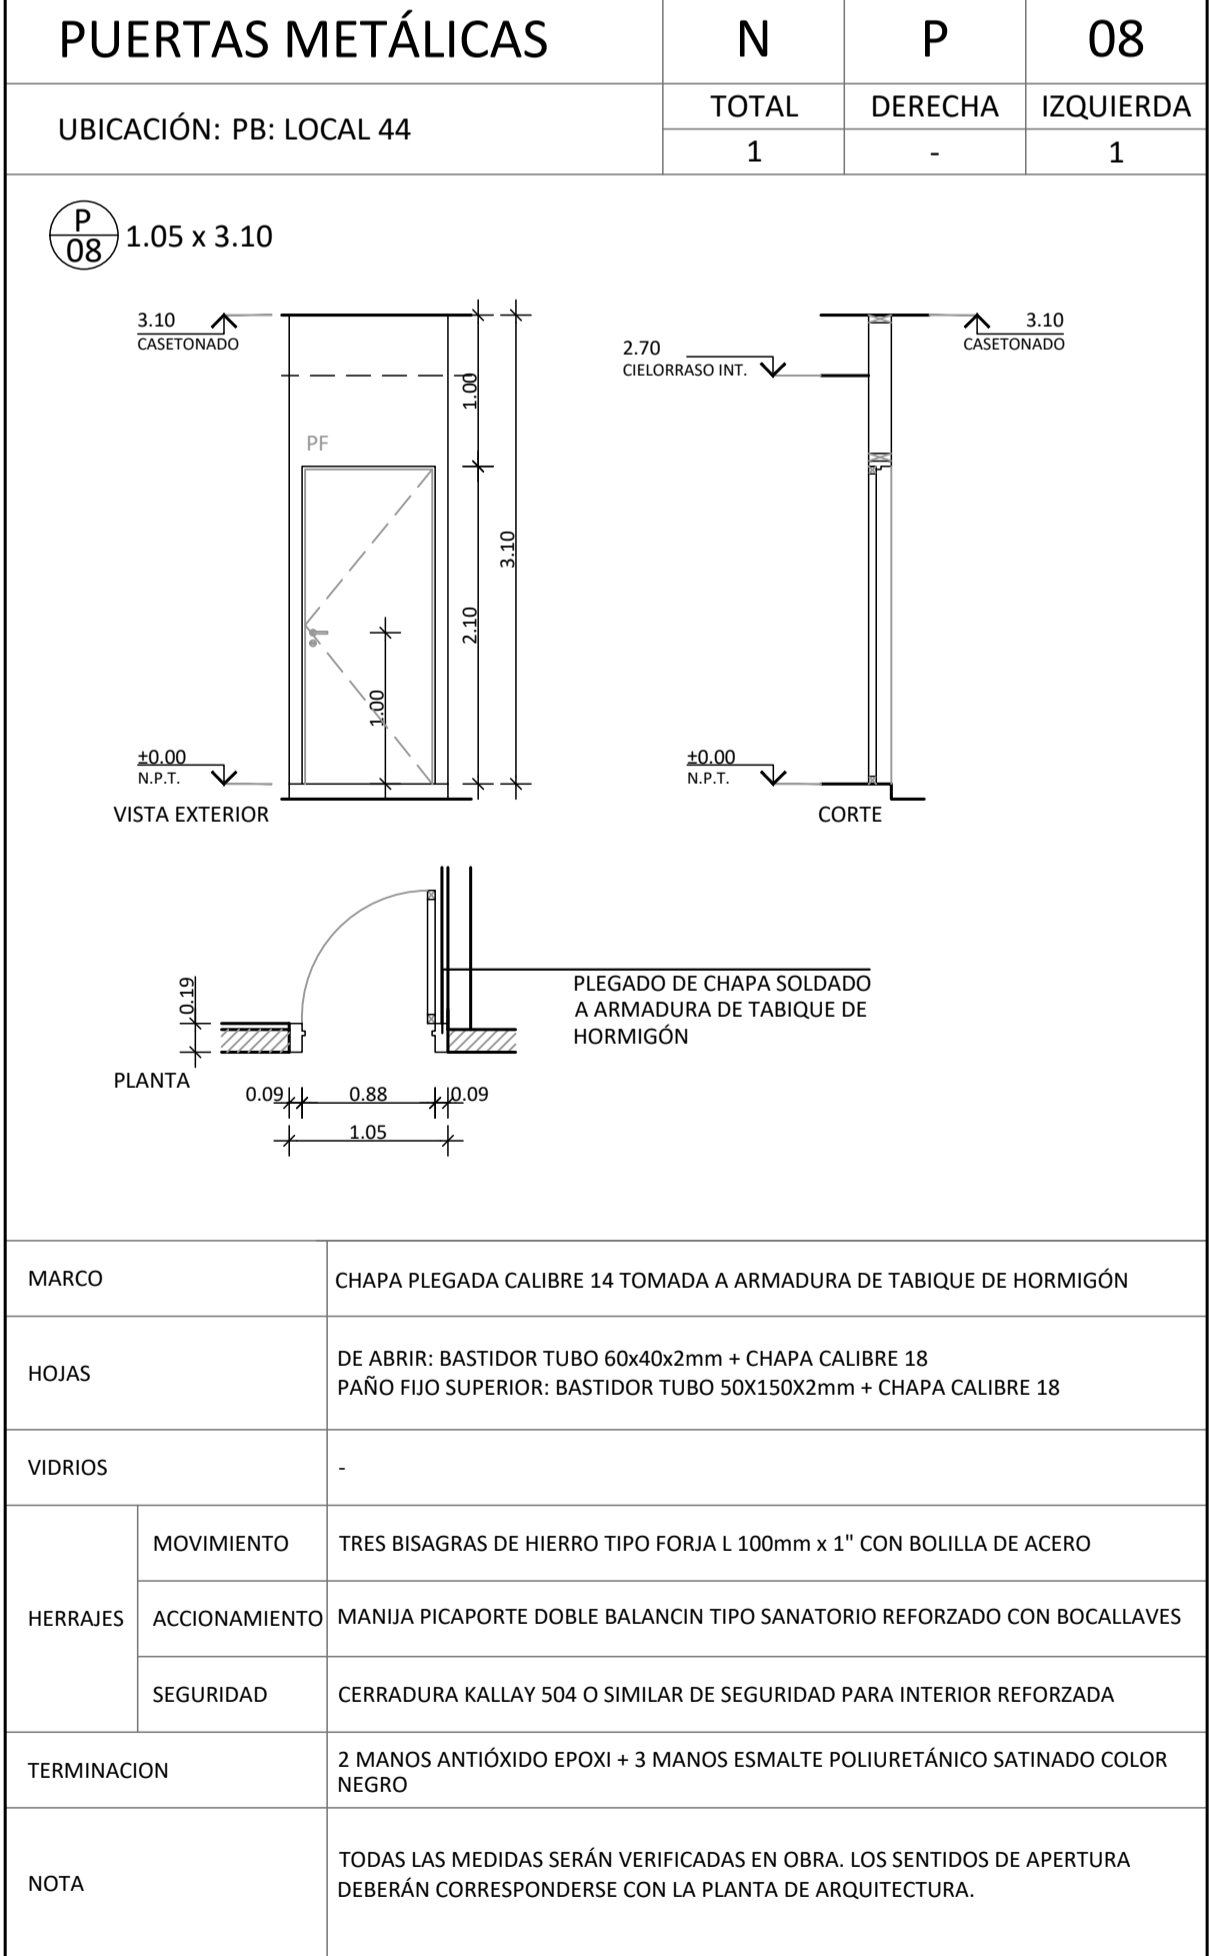 PUERTAS METÁLICAS
N
P
08
UBICACIÓN: PB: LOCAL 44
TOTAL
DERECHA
IZQUIERDA
1
-
1
P
08
1.05 x 3.10
3.10
CASETONADO
PF
1.00
3.10
2.10
1.00
±0.00
N.P.T.
VISTA EXTERIOR
2.70
CIELORRASO INT.
3.10
CASETONADO
±0.00
N.P.T.
CORTE
0.19
PLEGADO DE CHAPA SOLDADO
A ARMADURA DE TABIQUE DE
HORMIGÓN
PLANTA
0.09
0.88
0.09
1.05
MARCO
CHAPA PLEGADA CALIBRE 14 TOMADA A ARMADURA DE TABIQUE DE HORMIGÓN
HOJAS
DE ABRIR: BASTIDOR TUBO 60x40x2mm + CHAPA CALIBRE 18
PAÑO FIJO SUPERIOR: BASTIDOR TUBO 50X150X2mm + CHAPA CALIBRE 18
VIDRIOS
-
HERRAJES
MOVIMIENTO
TRES BISAGRAS DE HIERRO TIPO FORJA L 100mm x 1" CON BOLILLA DE ACERO
ACCIONAMIENTO
MANIJA PICAPORTE DOBLE BALANCIN TIPO SANATORIO REFORZADO CON BOCALLAVES
SEGURIDAD
CERRADURA KALLAY 504 O SIMILAR DE SEGURIDAD PARA INTERIOR REFORZADA
TERMINACION
2 MANOS ANTIÓXIDO EPOXI + 3 MANOS ESMALTE POLIURETÁNICO SATINADO COLOR
NEGRO
NOTA
TODAS LAS MEDIDAS SERÁN VERIFICADAS EN OBRA. LOS SENTIDOS DE APERTURA
DEBERÁN CORRESPONDERSE CON LA PLANTA DE ARQUITECTURA.